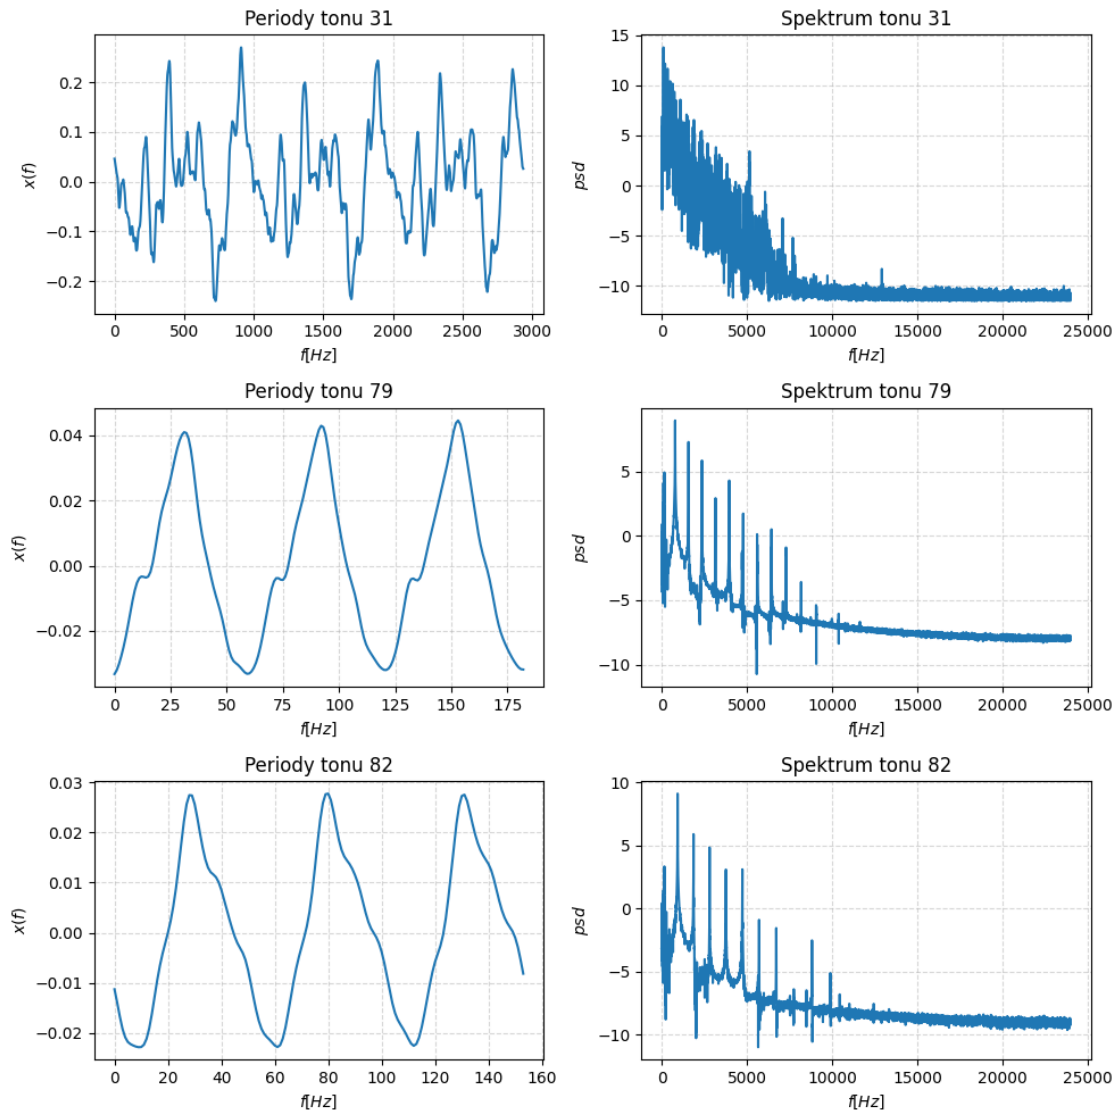 Periody tonu 31
x(f)
0.2
0.1
0.0
−0.1
−0.2
0 500 1000 1500 2000 2500 3000
f[Hz]
Spektrum tonu 31
psd
15
10
5
0
−5
−10
0 5000 10000 15000 20000 25000
f[Hz]
Periody tonu 79
x(f)
0.04
0.02
0.00
−0.02
0 25 50 75 100 125 150 175
f[Hz]
Spektrum tonu 79
psd
5
0
−5
−10
0 5000 10000 15000 20000 25000
f[Hz]
Periody tonu 82
x(f)
0.03
0.02
0.01
0.00
−0.01
−0.02
0 20 40 60 80 100 120 140 160
f[Hz]
Spektrum tonu 82
psd
10
5
0
−5
−10
0 5000 10000 15000 20000 25000
f[Hz]